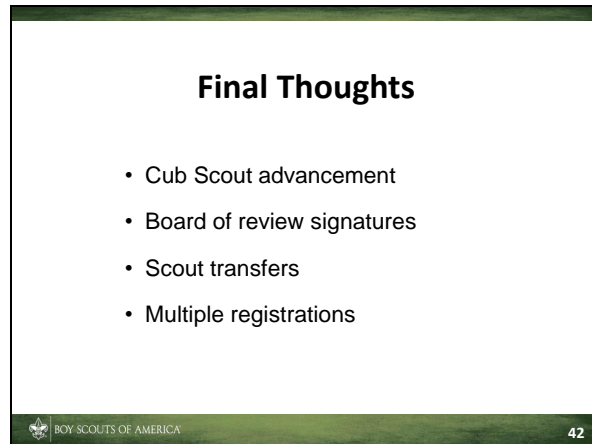 Final Thoughts
• Cub Scout advancement
• Board of review signatures
• Scout transfers
• Multiple registrations
BOY SCOUTS OF AMERICA
42